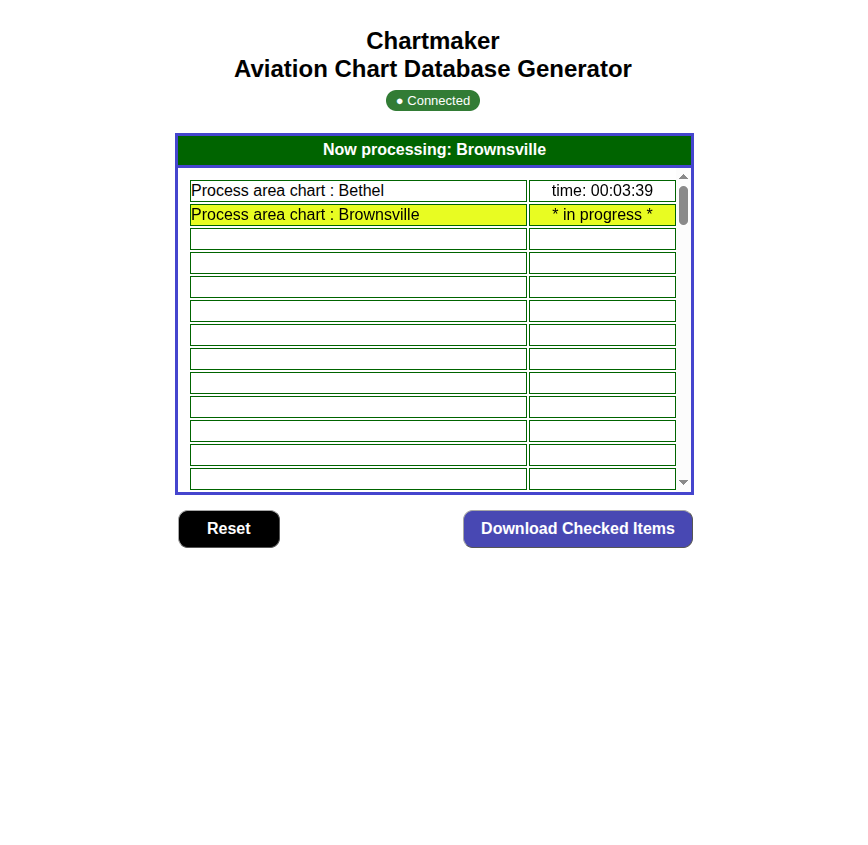 Chartmaker
Aviation Chart Database Generator
● Connected
Now processing: Brownsville
Process area chart : Bethel time: 00:03:39
Process area chart : Brownsville * in progress *
Reset Download Checked Items